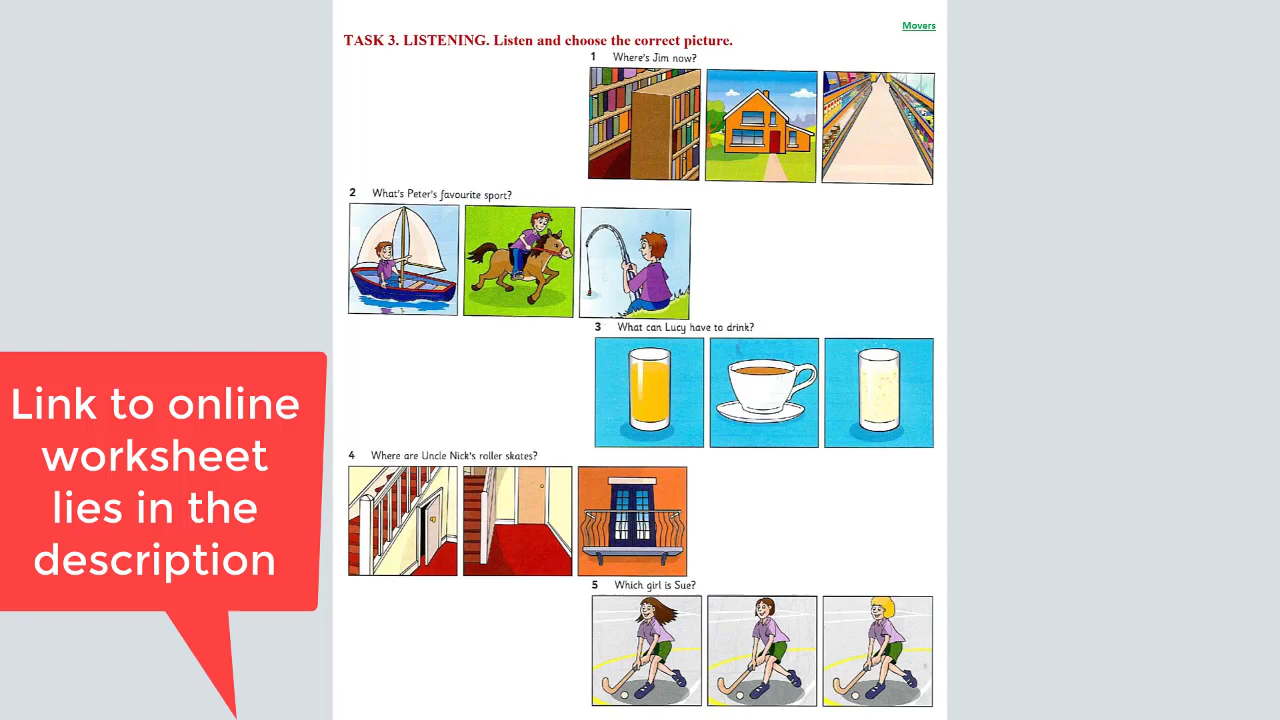 Movers
TASK 3. LISTENING. Listen and choose the correct picture.
1 Where's Jim now?
2 What's Peter's favourite sport?
3 What can Lucy have to drink?
4 Where are Uncle Nick's roller skates?
5 Which girl is Sue?
Link to online
worksheet
lies in the
description